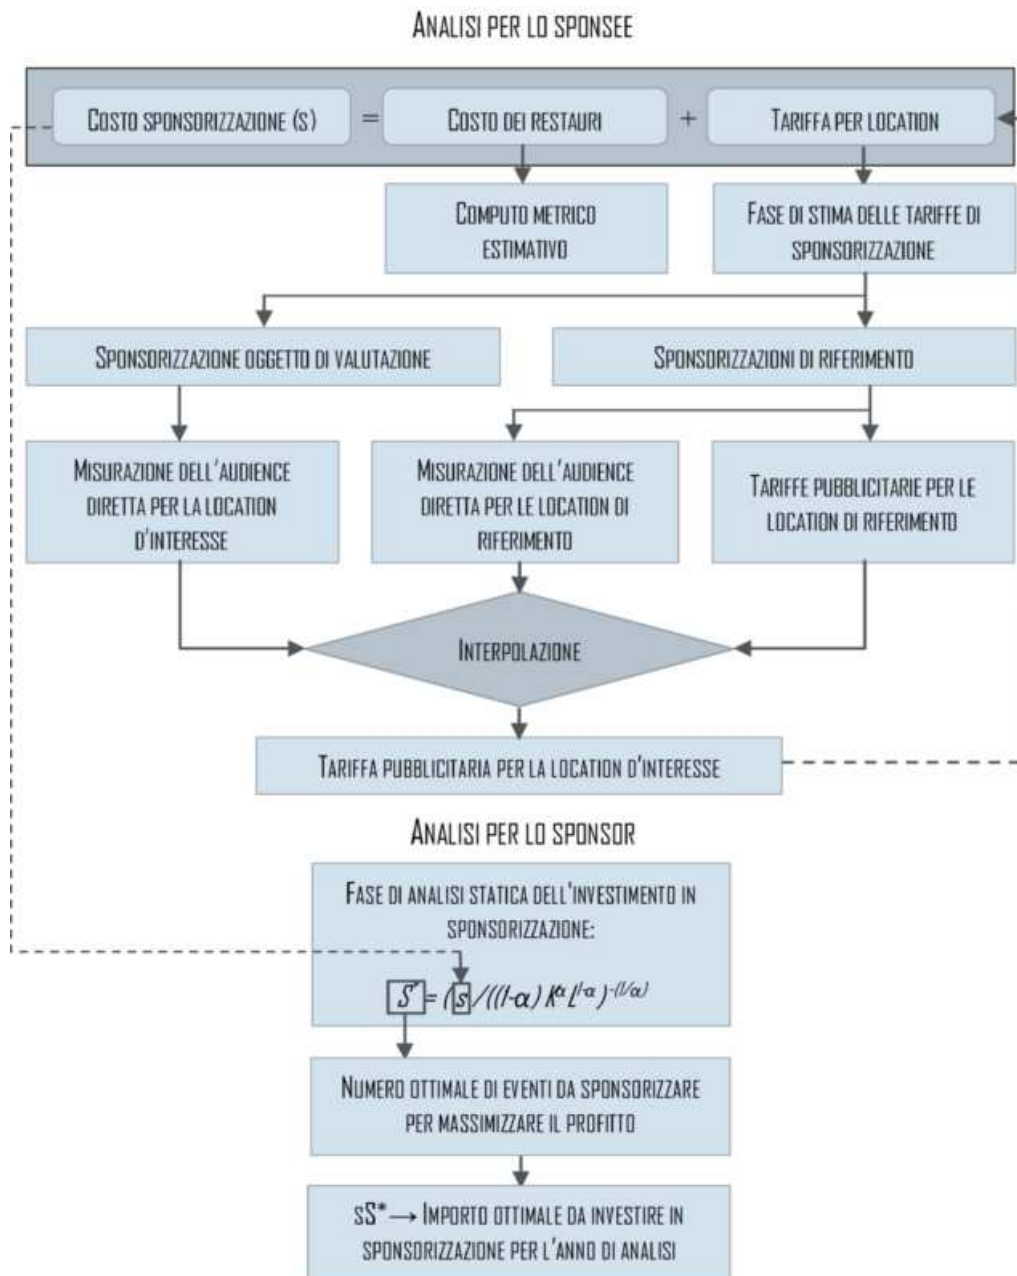 ANALISI PER LO SPONSEE
COSTO SPONSORIZZAZIONE (S) = COSTO DEI RESTAURI + TARIFFA PER LOCATION
COMPUTO METRICO
ESTIMATIVO
FASE DI STIMA DELLE TARIFFE DI
SPONSORIZZAZIONE
SPONSORIZZAZIONE OGGETTO DI VALUTAZIONE
SPONSORIZZAZIONI DI RIFERIMENTO
MISURAZIONE DELL'AUDIENCE
DIRETTA PER LA LOCATION
D'INTERESSE
MISURAZIONE DELL'AUDIENCE
DIRETTA PER LE LOCATION DI
RIFERIMENTO
TARIFFE PUBBLICITARIE PER LE
LOCATION DI RIFERIMENTO
INTERPOLAZIONE
TARIFFA PUBBLICITARIA PER LA LOCATION D'INTERESSE
ANALISI PER LO SPONSOR
FASE DI ANALISI STATICA DELL'INVESTIMENTO IN
SPONSORIZZAZIONE:
S* = (s/((1-α) K^α L^1-α)^-(1/α)
NUMERO OTTIMALE DI EVENTI DA SPONSORIZZARE
PER MASSIMIZZARE IL PROFITTO
sS* → IMPORTO OTTIMALE DA INVESTIRE IN
SPONSORIZZAZIONE PER L'ANNO DI ANALISI